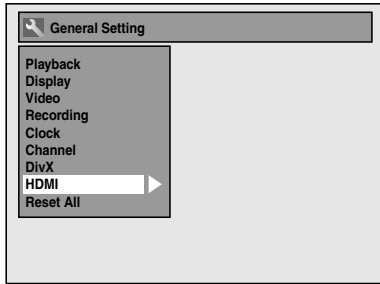 General Setting
Playback
Display
Video
Recording
Clock
Channel
DivX
HDMI
Reset All